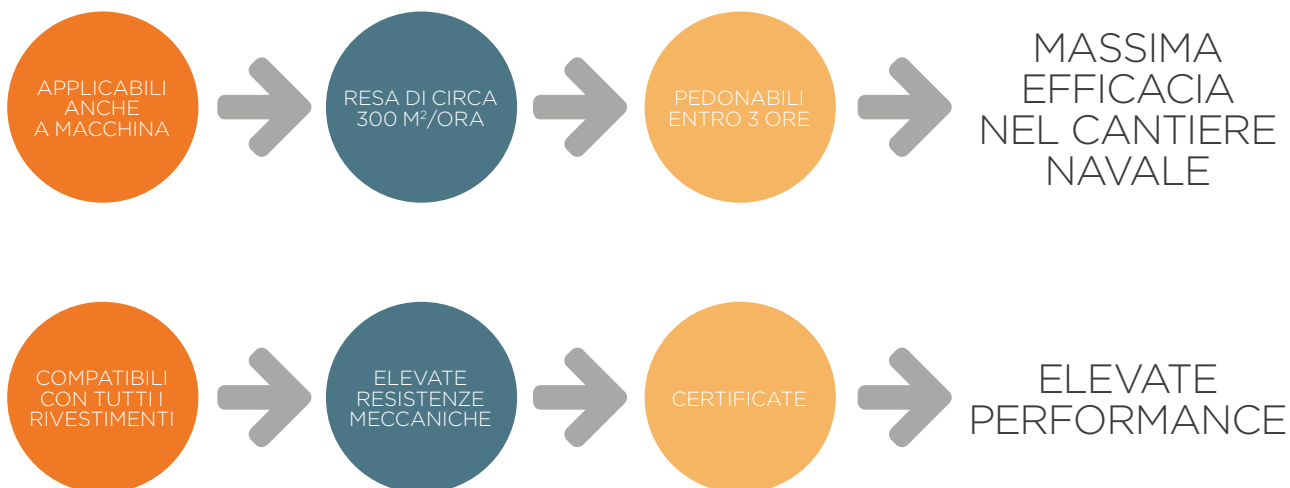 APPLICABILI
ANCHE
A MACCHINA
RESA DI CIRCA
300 M²/ORA
PEDONABILI
ENTRO 3 ORE
MASSIMA
EFFICACIA
NEL CANTIERE
NAVALE
COMPATIBILI
CON TUTTI I
RIVESTIMENTI
ELEVATE
RESISTENZE
MECCANICHE
CERTIFICATE
ELEVATE
PERFORMANCE